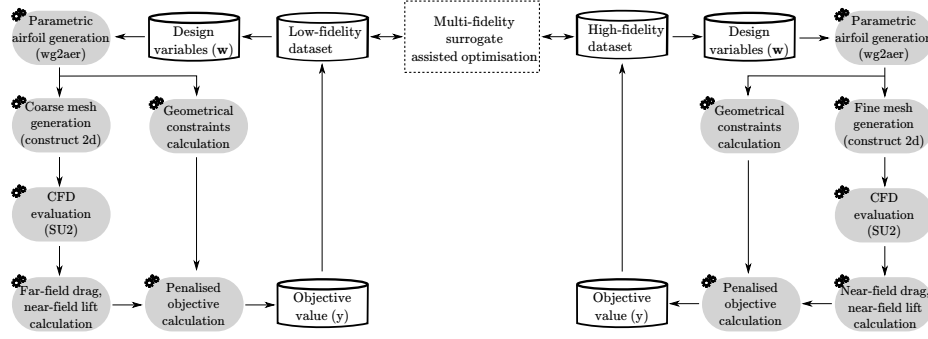 Parametric
airfoil generation
(wg2aer)
Design
variables (w)
Low-fidelity
dataset
Multi-fidelity
surrogate
assisted optimisation
High-fidelity
dataset
Design
variables (w)
Parametric
airfoil generation
(wg2aer)
Coarse mesh
generation
(construct 2d)
Geometrical
constraints
calculation
Geometrical
constraints
calculation
Fine mesh
generation
(construct 2d)
CFD
evaluation
(SU2)
CFD
evaluation
(SU2)
Far-field drag,
near-field lift
calculation
Penalised
objective
calculation
Objective
value (y)
Objective
value (y)
Penalised
objective
calculation
Near-field drag,
near-field lift
calculation